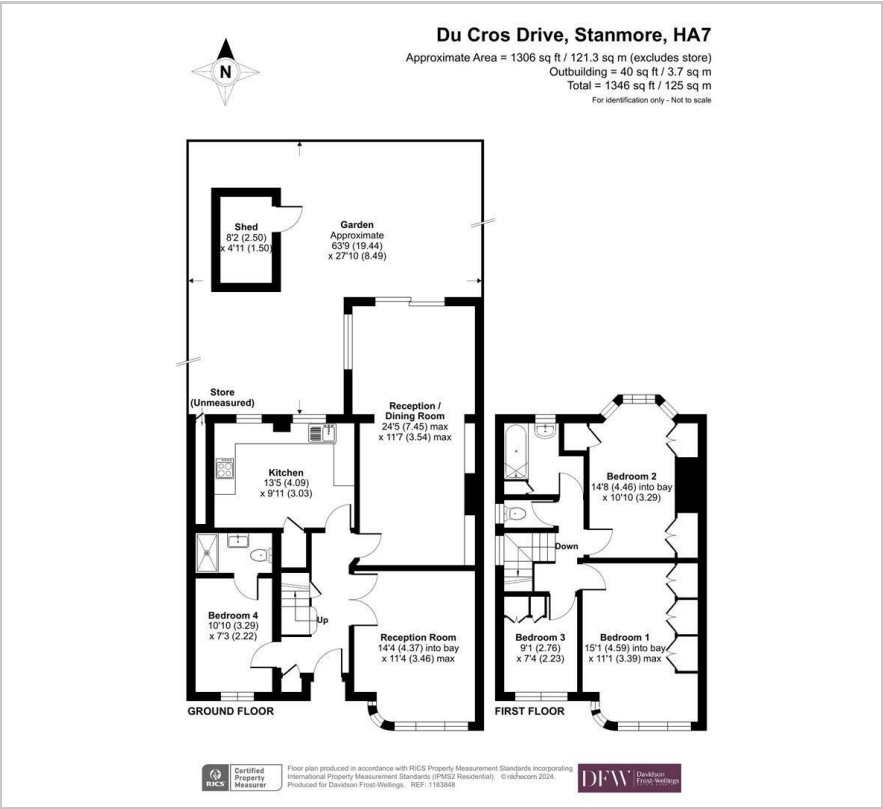 Du Cros Drive, Stanmore, HA7
Approximate Area = 1306 sq ft / 121.3 sq m (excludes store)
Outbuilding = 40 sq ft / 3.7 sq m
Total = 1346 sq ft / 125 sq m
For identification only - Not to scale
N
Shed
8'2 (2.50)
x 4'11 (1.50)
Garden
Approximate
63'9 (19.44)
x 27'10 (8.49)
Store
(Unmeasured)
Reception /
Dining Room
24'5 (7.45) max
x 11'7 (3.54) max
Kitchen
13'5 (4.09)
x 9'11 (3.03)
Bedroom 2
14'8 (4.46) into bay
x 10'10 (3.29)
Down
Bedroom 4
10'10 (3.29)
x 7'3 (2.22)
Up
Reception Room
14'4 (4.37) into bay
x 11'4 (3.46) max
Bedroom 3
9'1 (2.76)
x 7'4 (2.23)
Bedroom 1
15'1 (4.59) into bay
x 11'1 (3.39) max
GROUND FLOOR
FIRST FLOOR
RICS
Certified
Property
Measurer
Floor plan produced in accordance with RICS Property Measurement Standards incorporating
International Property Measurement Standards (IPMS2 Residential). © nichecom 2024.
Produced for Davidson Frost-Wellings. REF: 1183848
DFW
Davidson
Frost-Wellings